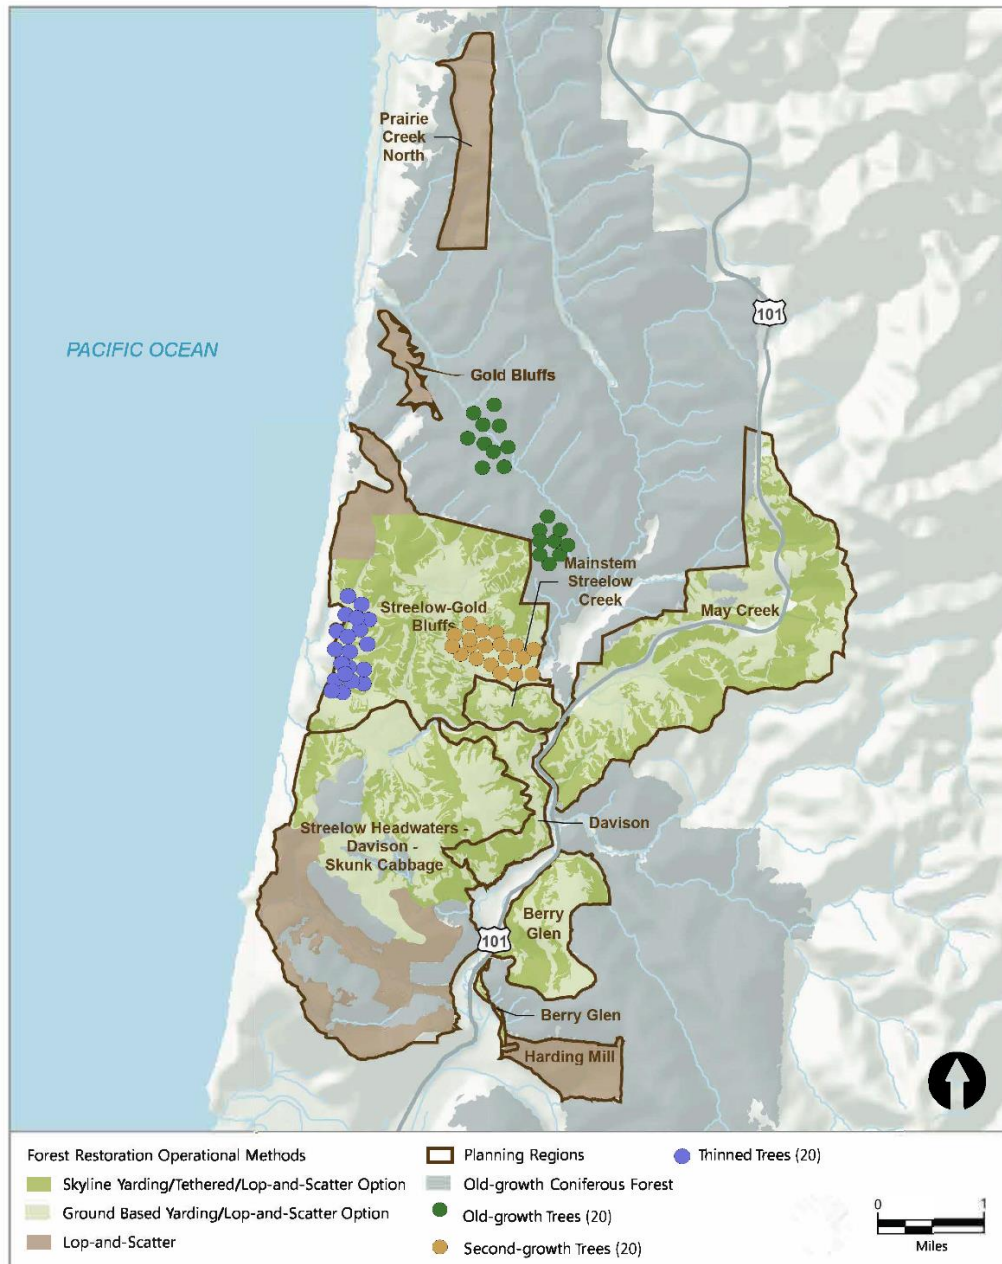 Prairie
Creek
North
101
PACIFIC OCEAN
Gold Bluffs
Mainstem
Streelow
Creek
Streelow-Gold
Bluffs
May Creek
Streelow Headwaters -
Davison -
Skunk Cabbage
Davison
Berry
Glen
101
Berry Glen
Harding Mill
Forest Restoration Operational Methods
Skyline Yarding/Tethered/Lop-and-Scatter Option
Ground Based Yarding/Lop-and-Scatter Option
Lop-and-Scatter
Planning Regions
Old-growth Coniferous Forest
Old-growth Trees (20)
Second-growth Trees (20)
Thinned Trees (20)
0 1
Miles